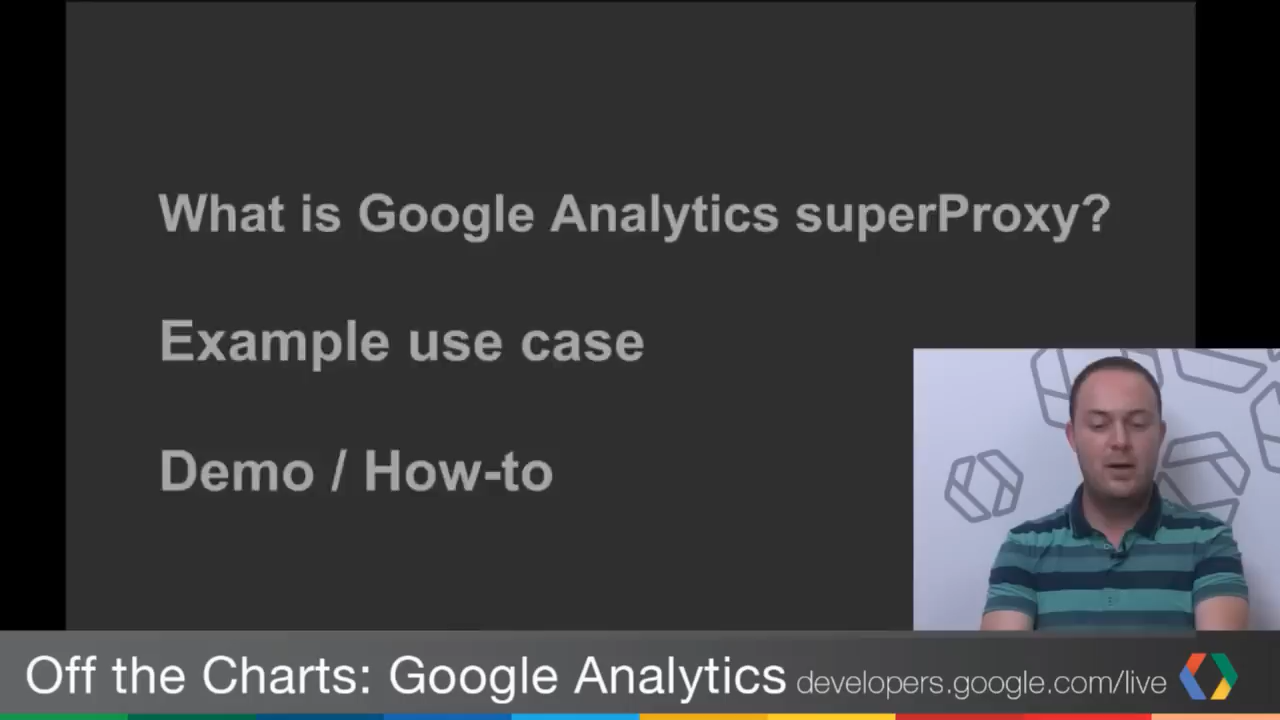 What is Google Analytics superProxy?
Example use case
Demo / How-to
Off the Charts: Google Analytics developers.google.com/live